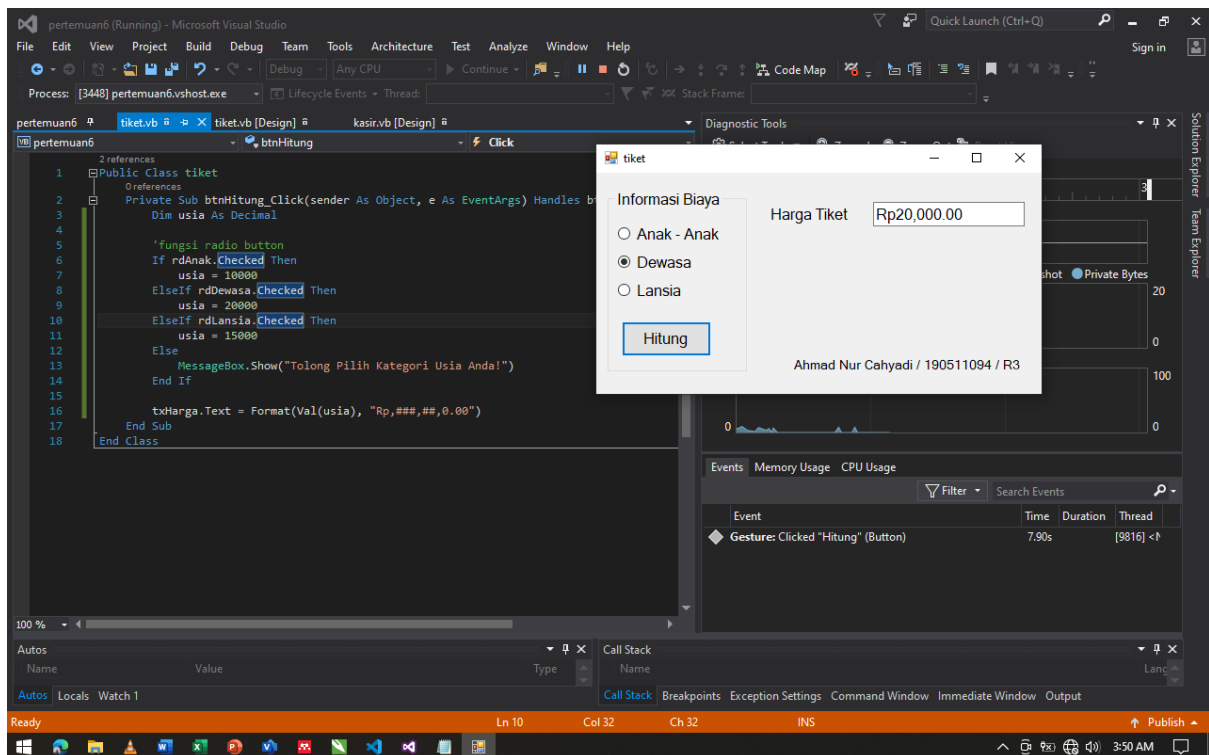 pertemuan6 (Running) - Microsoft Visual Studio
Quick Launch (Ctrl+Q)
File Edit View Project Build Debug Team Tools Architecture Test Analyze Window Help
Sign in
Debug Any CPU Continue Code Map
Process: [3448] pertemuan6.vshost.exe Lifecycle Events Thread: Stack Frame:
pertemuan6 tiket.vb tiket.vb [Design] kasir.vb [Design]
VB pertemuan6 btnHitung Click
2 references
1 Public Class tiket
0 references
2 Private Sub btnHitung_Click(sender As Object, e As EventArgs) Handles
3 Dim usia As Decimal
4
5 'fungsi radio button
6 If rdAnak.Checked Then
7 usia = 10000
8 ElseIf rdDewasa.Checked Then
9 usia = 20000
10 ElseIf rdLansia.Checked Then
11 usia = 15000
12 Else
13 MessageBox.Show("Tolong Pilih Kategori Usia Anda!")
14 End If
15
16 txHarga.Text = Format(Val(usia), "Rp,###,##,0.00")
17 End Sub
18 End Class
100 %
Diagnostic Tools
3
Private Bytes
20
0
100
0
0
tiket
Informasi Biaya
Anak - Anak
Dewasa
Lansia
Hitung
Harga Tiket
Rp20,000.00
Ahmad Nur Cahyadi / 190511094 / R3
Events Memory Usage CPU Usage
Filter Search Events
Event Time Duration Thread
Gesture: Clicked "Hitung" (Button) 7.90s [9816]
Solution Explorer
Team Explorer
Autos
Name Value Type
Autos Locals Watch 1
Call Stack
Name
Call Stack Breakpoints Exception Settings Command Window Immediate Window Output
Ready Ln 10 Col 32 Ch 32 INS Publish
3:50 AM